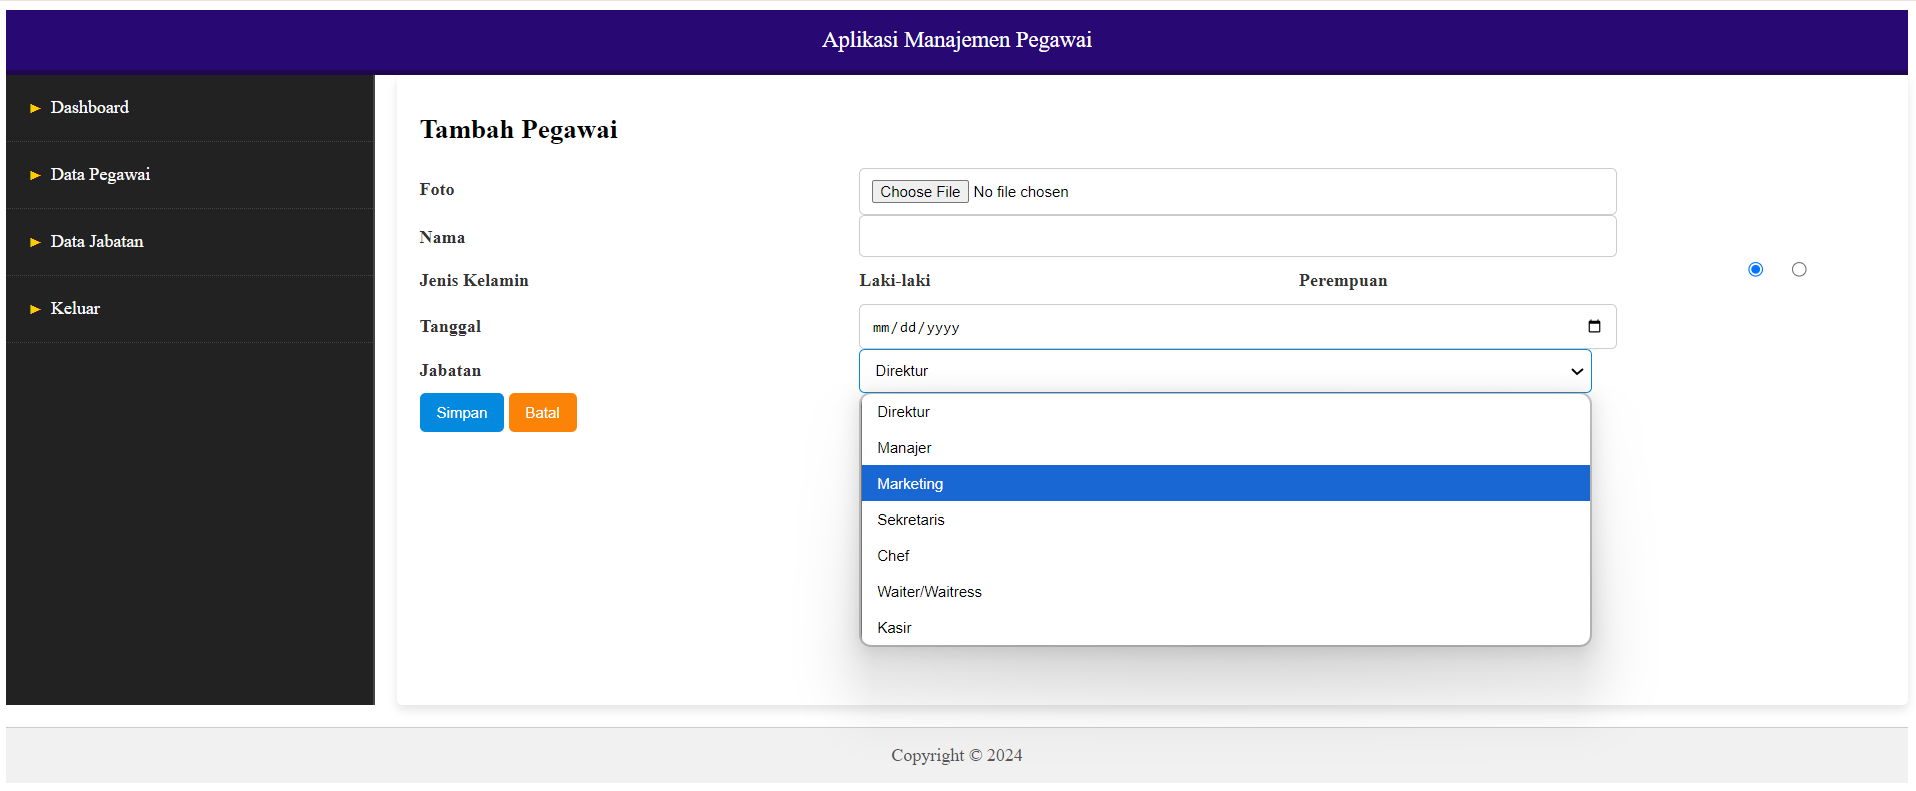 Aplikasi Manajemen Pegawai
► Dashboard
► Data Pegawai
► Data Jabatan
► Keluar
Tambah Pegawai
Foto
Choose File No file chosen
Nama
Jenis Kelamin Laki-laki Perempuan
Tanggal mm/dd/yyyy
Jabatan Direktur
Simpan Batal
Direktur
Manajer
Marketing
Sekretaris
Chef
Waiter/Waitress
Kasir
Copyright © 2024